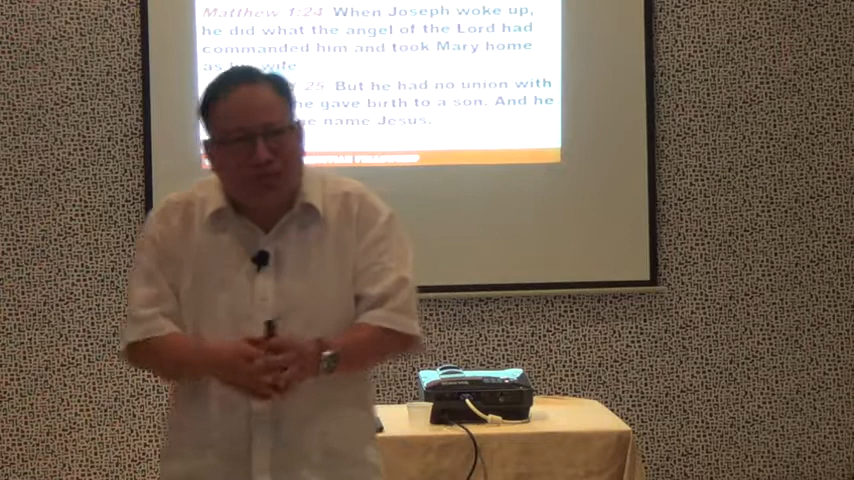 Matthew 1:24 When Joseph woke up,
he did what the angel of the Lord had
commanded him and took Mary home
as his wife
25 But he had no union with
he gave birth to a son. And he
name Jesus.